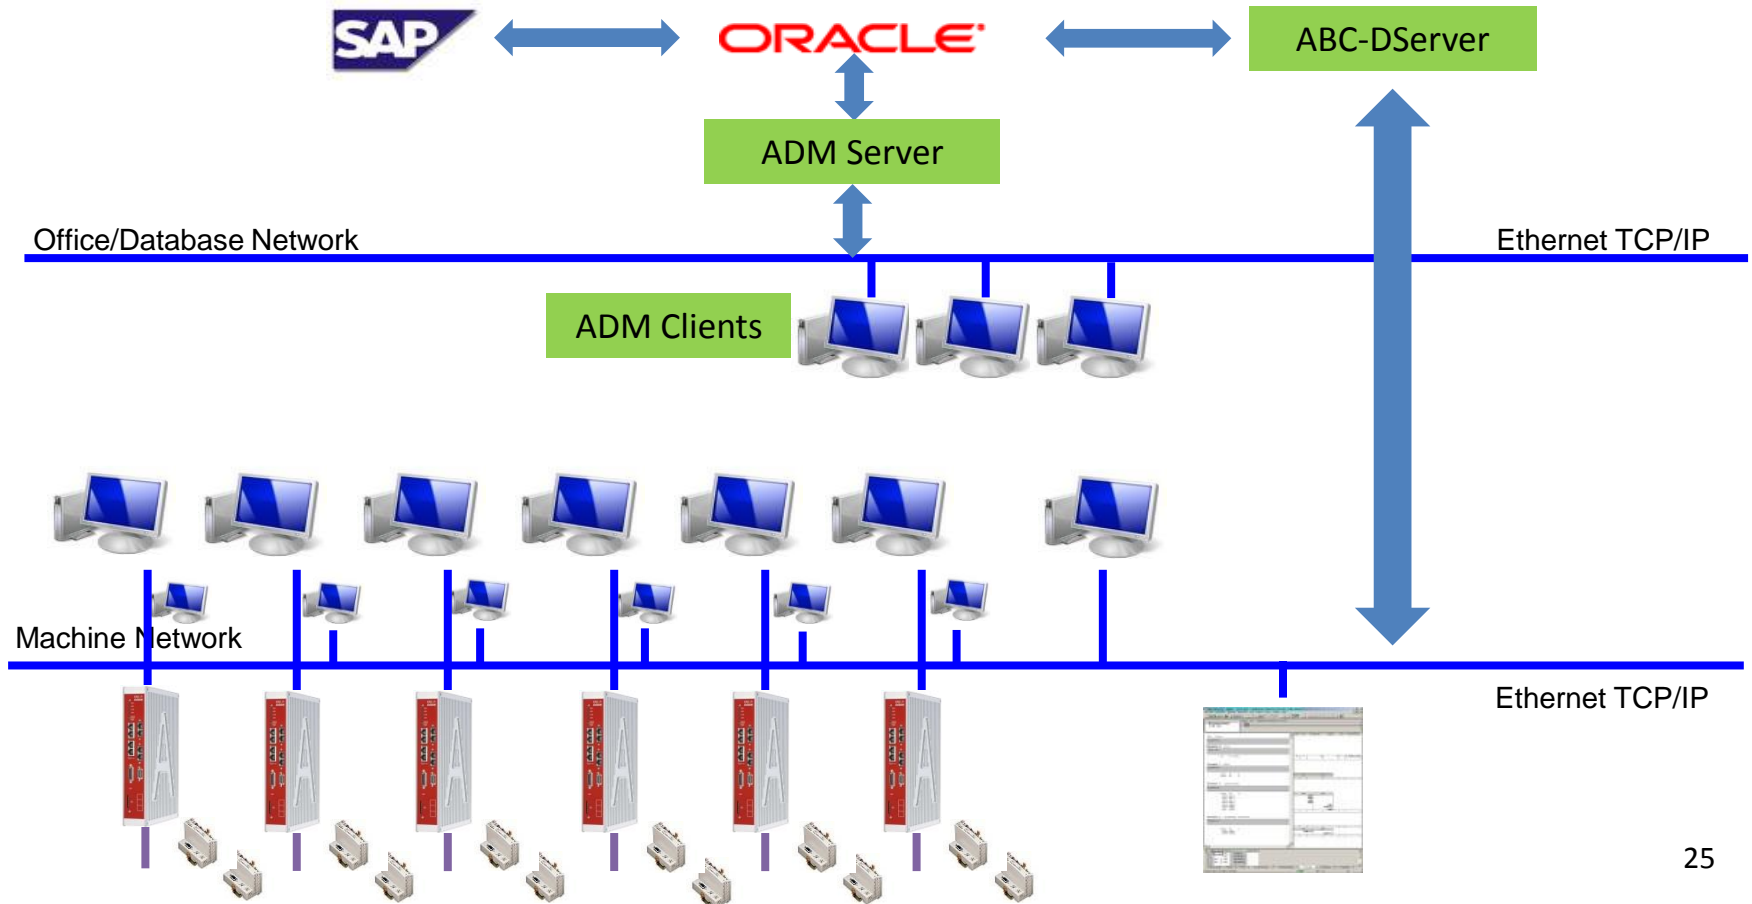 SAP
ORACLE
ABC-DServer
ADM Server
Office/Database Network
Ethernet TCP/IP
ADM Clients
Machine Network
Ethernet TCP/IP
25